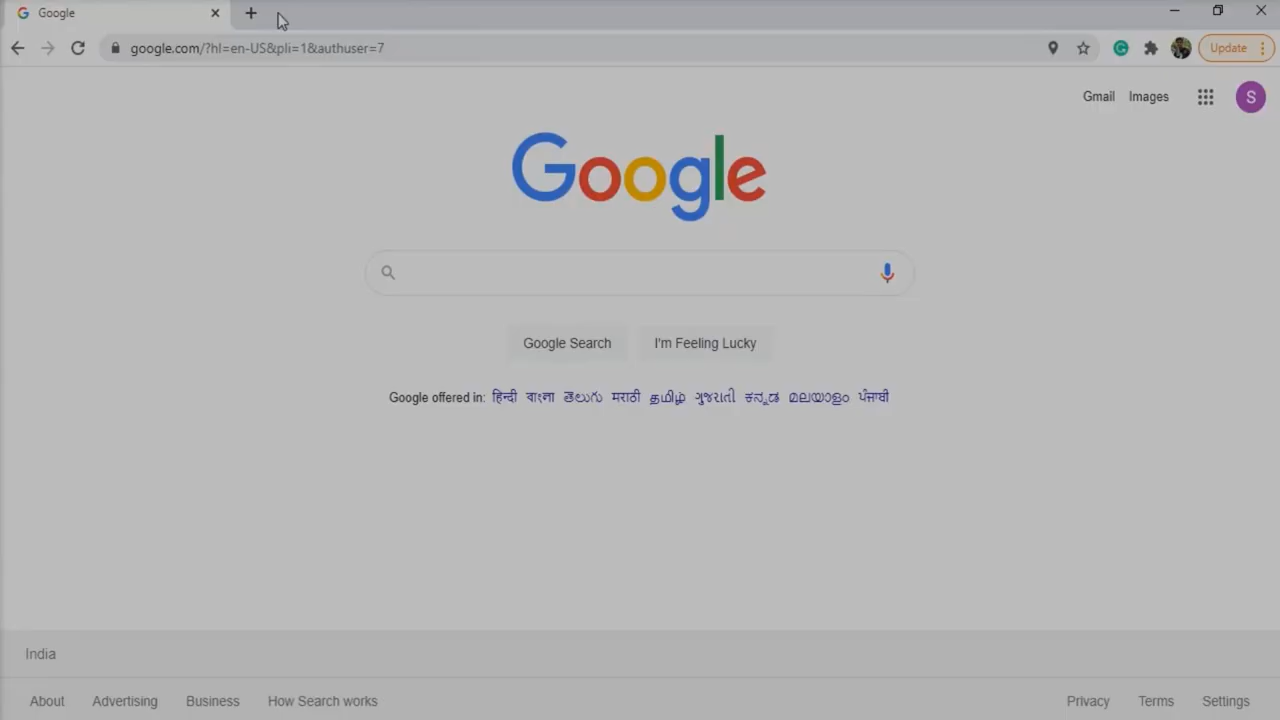 Google
google.com/?hl=en-US&pli=1&authuser=7
Update
Gmail Images
S
Google
Google Search I'm Feeling Lucky
Google offered in: हिन्दी বাংলা తెలుగు मराठी தமிழ் ગુજરાતી ಕನ್ನಡ മലയാളം ਪੰਜਾਬੀ
India
About Advertising Business How Search works Privacy Terms Settings